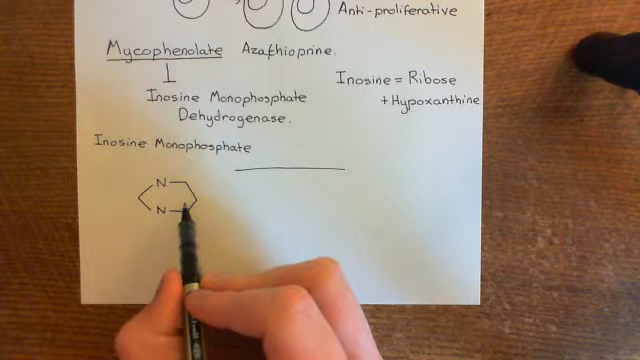 Anti-proliferative
Mycophenolate Azathioprine.
Inosine Monophosphate
Dehydrogenase.
Inosine = Ribose
+ Hypoxanthine
Inosine Monophosphate
N
N